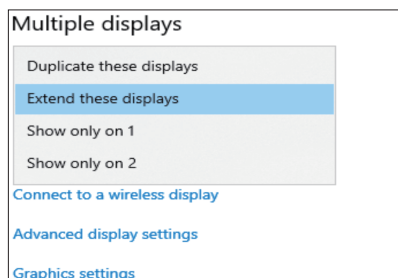 Multiple displays
Duplicate these displays
Extend these displays
Show only on 1
Show only on 2
Connect to a wireless display
Advanced display settings
Graphics settings